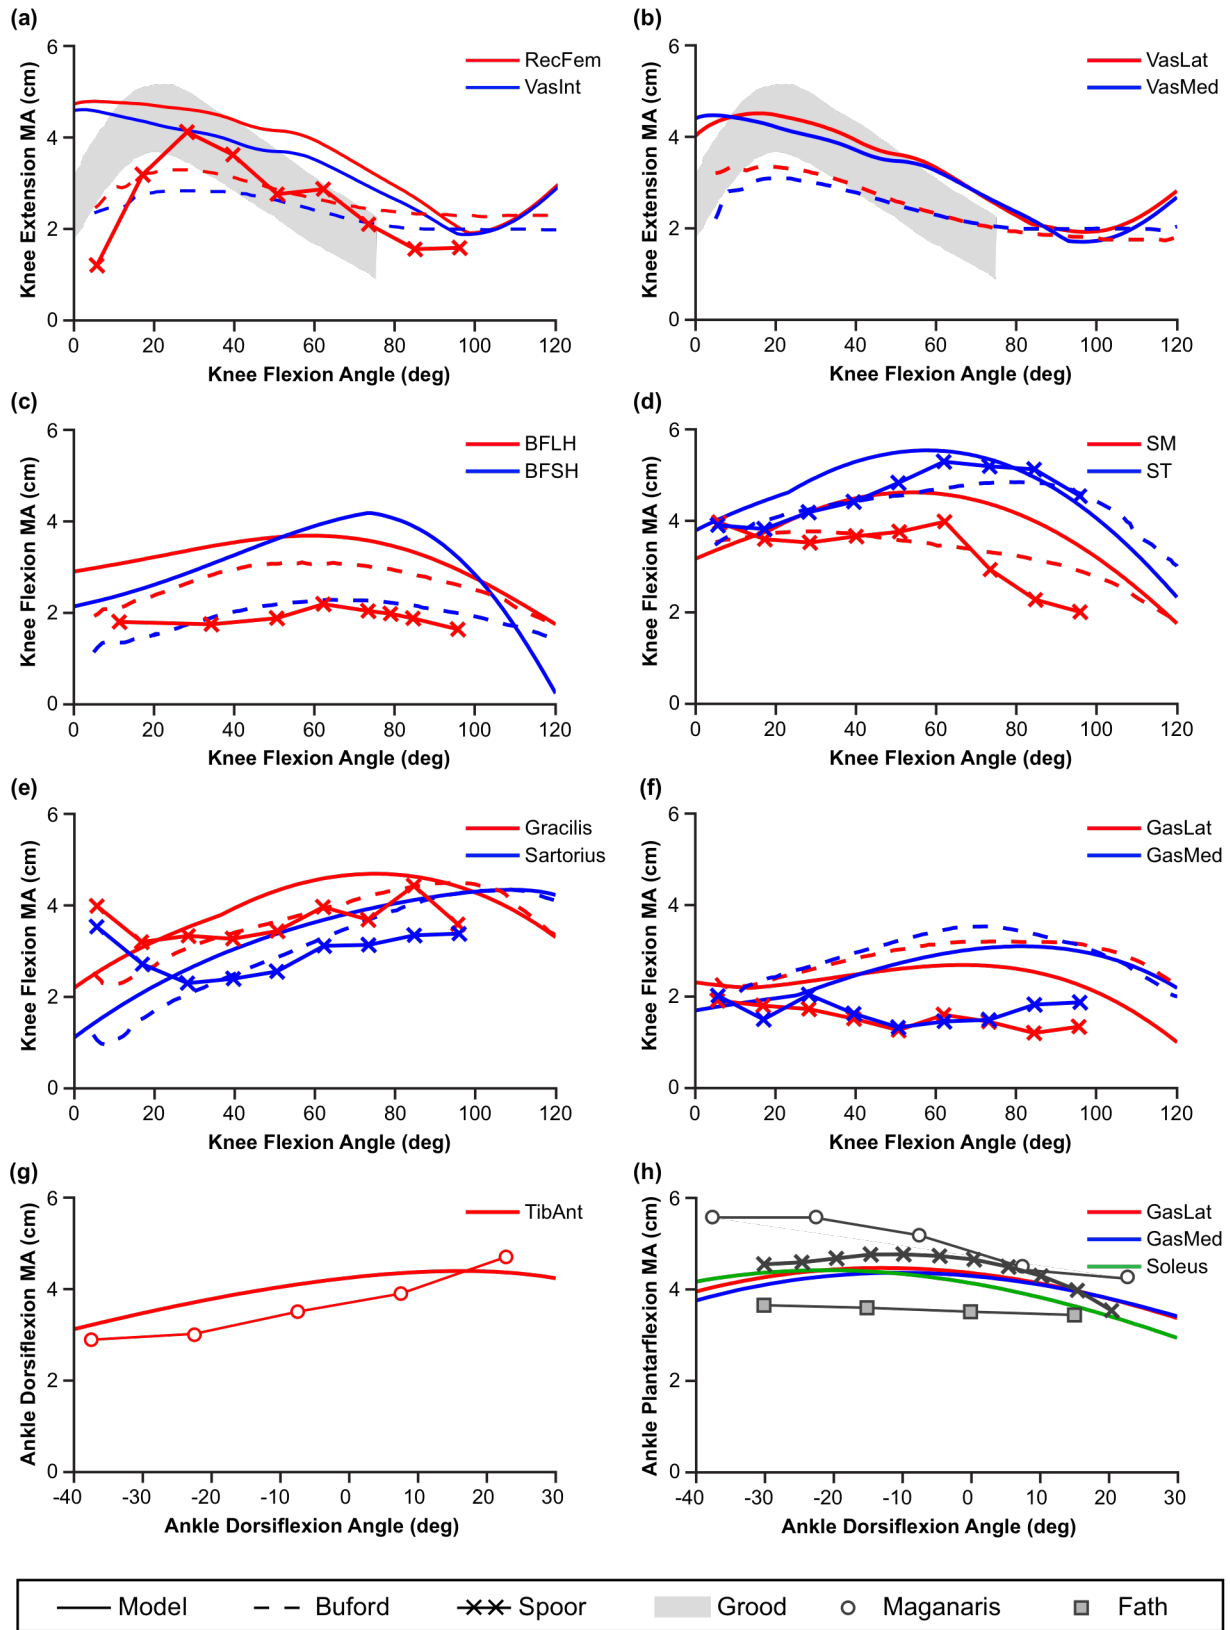 (a)
6
4
2
0
Knee Extension MA (cm)
RecFem
VasInt
0 20 40 60 80 100 120
Knee Flexion Angle (deg)
(b)
6
4
2
0
Knee Extension MA (cm)
VasLat
VasMed
0 20 40 60 80 100 120
Knee Flexion Angle (deg)
(c)
6
4
2
0
Knee Flexion MA (cm)
BFLH
BFSH
0 20 40 60 80 100 120
Knee Flexion Angle (deg)
(d)
6
4
2
0
Knee Flexion MA (cm)
SM
ST
0 20 40 60 80 100 120
Knee Flexion Angle (deg)
(e)
6
4
2
0
Knee Flexion MA (cm)
Gracilis
Sartorius
0 20 40 60 80 100 120
Knee Flexion Angle (deg)
(f)
6
4
2
0
Knee Flexion MA (cm)
GasLat
GasMed
0 20 40 60 80 100 120
Knee Flexion Angle (deg)
(g)
6
4
2
0
Ankle Dorsiflexion MA (cm)
TibAnt
-40 -30 -20 -10 0 10 20 30
Ankle Dorsiflexion Angle (deg)
(h)
6
4
2
0
Ankle Plantarflexion MA (cm)
GasLat
GasMed
Soleus
-40 -30 -20 -10 0 10 20 30
Ankle Dorsiflexion Angle (deg)
Model Buford Spoor Grood Maganaris Fath